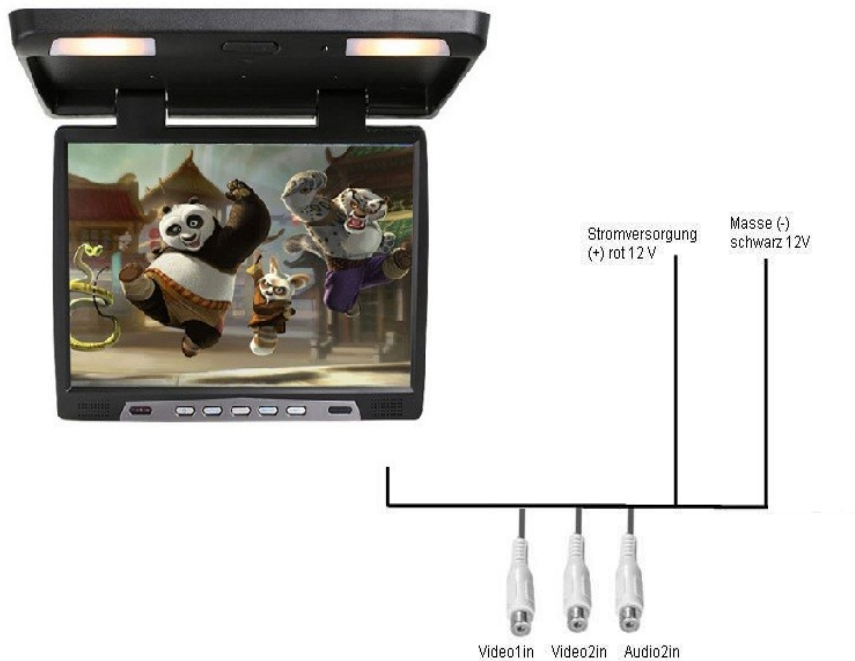 Stromversorgung
(+) rot 12 V
Masse (-)
schwarz 12V
Video1in Video2in Audio2in